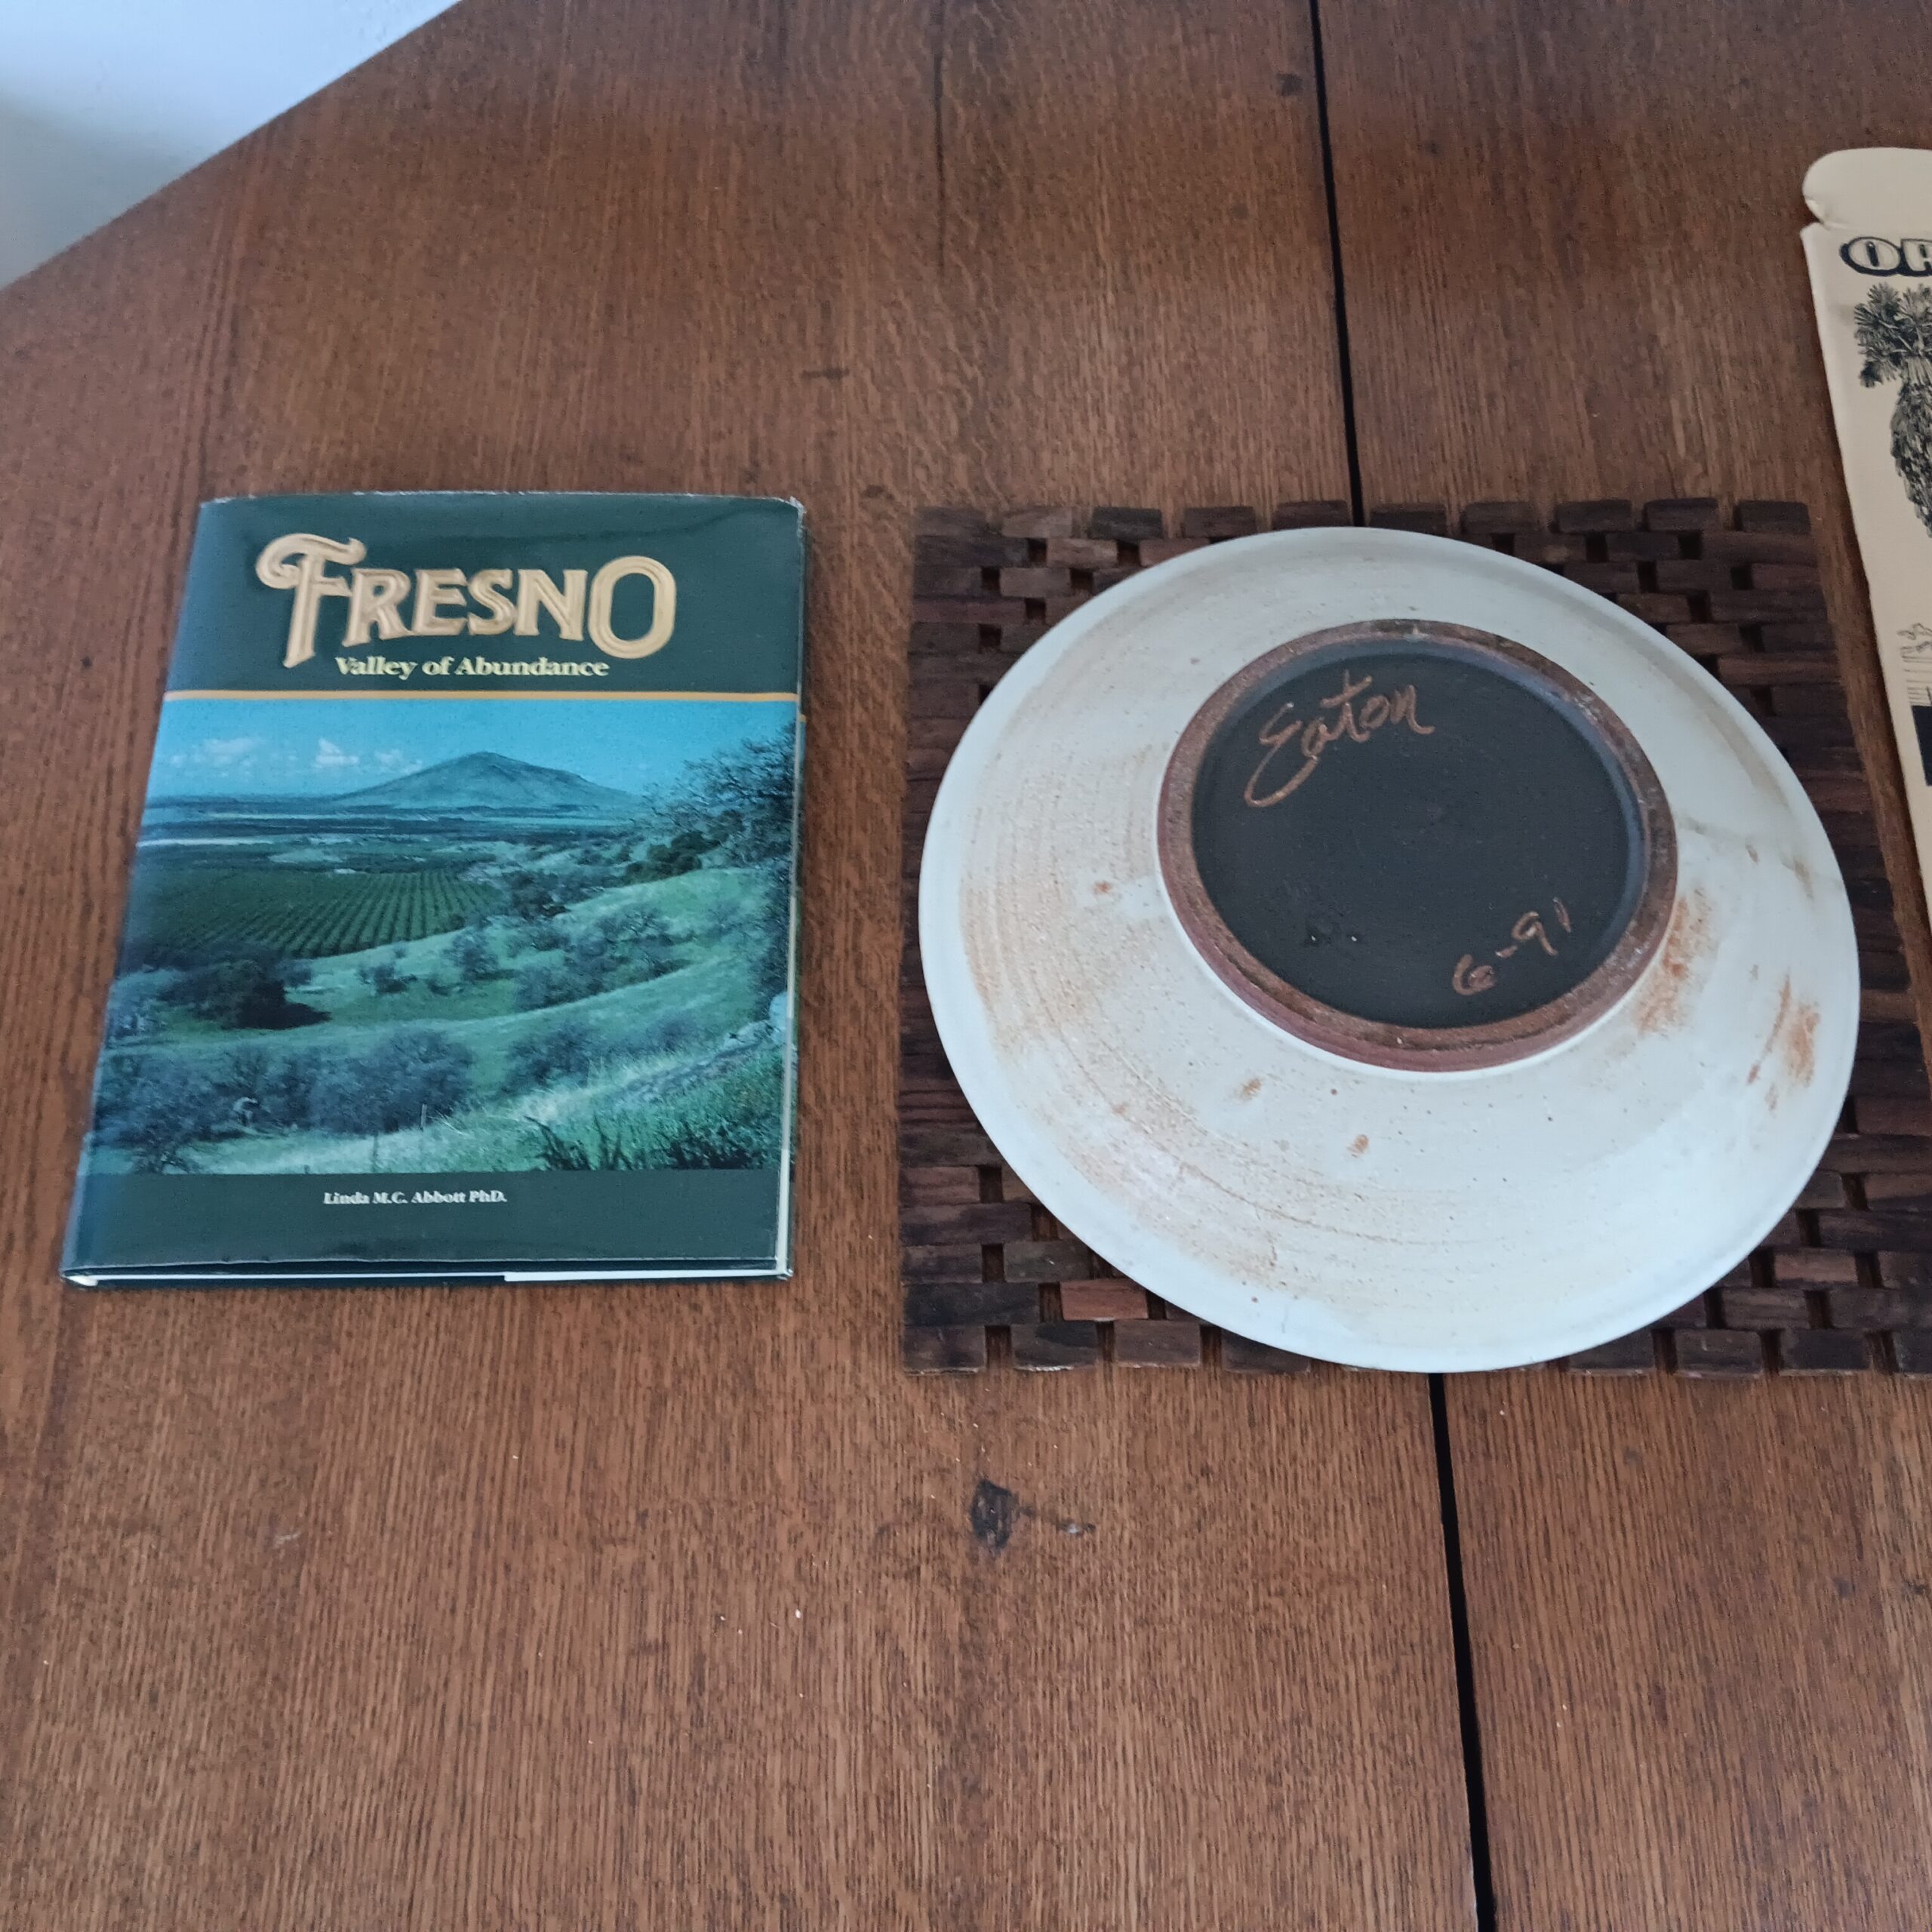 FRESNO
Valley of Abundance
Linda M.C. Abbott PhD.
Eaton
6-91